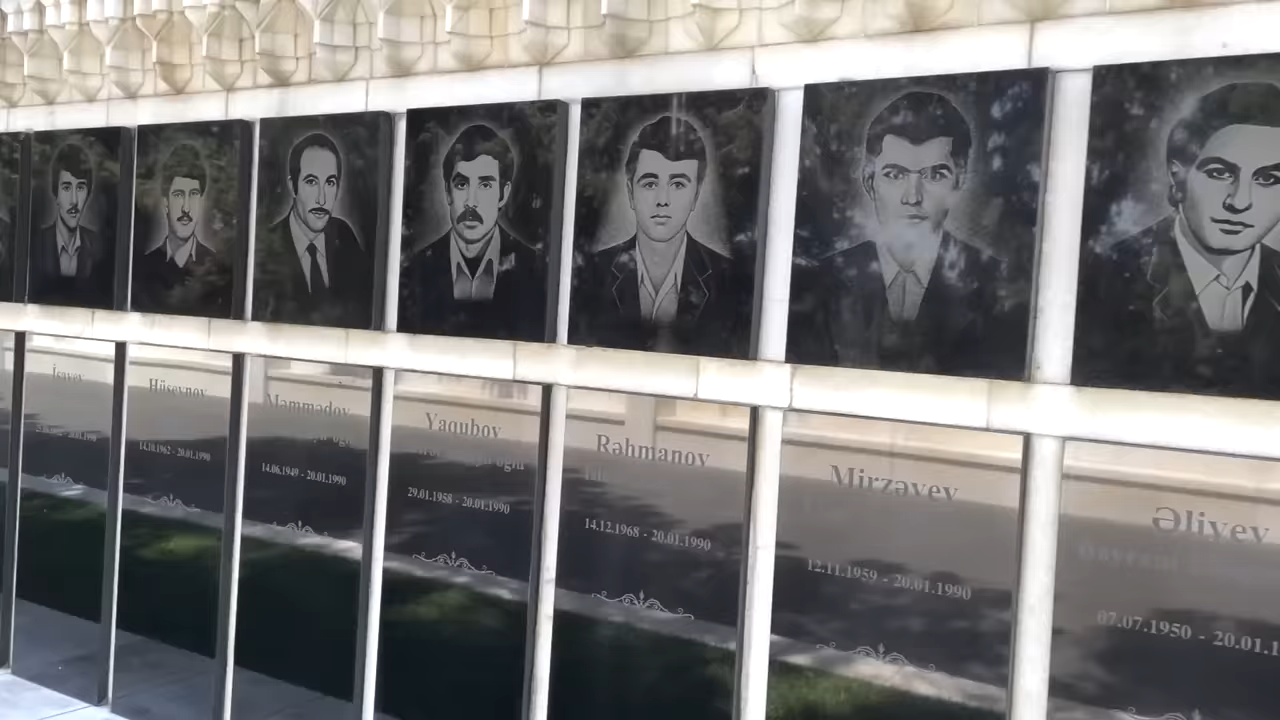 İsayev
Hüseynov
14.10.1962 - 20.01.1990
Məmmədov
14.06.1949 - 20.01.1990
Yaqubov
oğlu
29.01.1958 - 20.01.1990
Rəhmanov
14.12.1968 - 20.01.1990
Mirzəyev
12.11.1959 - 20.01.1990
Əliyev
07.07.1950 - 20.01.1